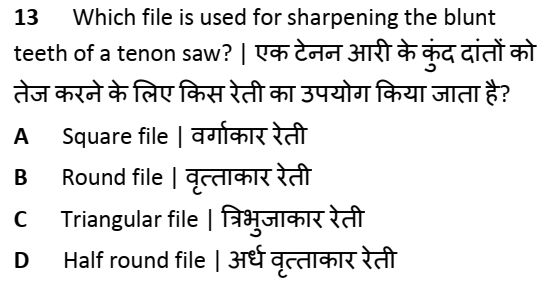 13 Which file is used for sharpening the blunt
teeth of a tenon saw? | एक टेनन आरी के कुंद दांतों को
तेज करने के लिए किस रेती का उपयोग किया जाता है?
A Square file | वर्गाकार रेती
B Round file | वृत्ताकार रेती
C Triangular file | त्रिभुजाकार रेती
D Half round file | अर्ध वृत्ताकार रेती